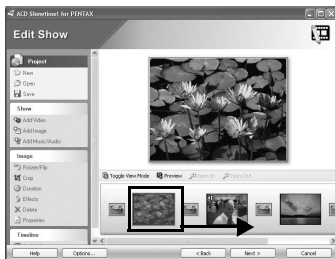 ACD Showtime! for PENTAX
Edit Show
Project
New
Open
Save
Show
Add Video
Add Image
Add Music/Audio
Image
Rotate/Flip
Crop
Duration
Effects
Delete
Properties
Timeline
Toggle View Mode Preview Zoom In Zoom Out
Help Options... < Back Next > Cancel